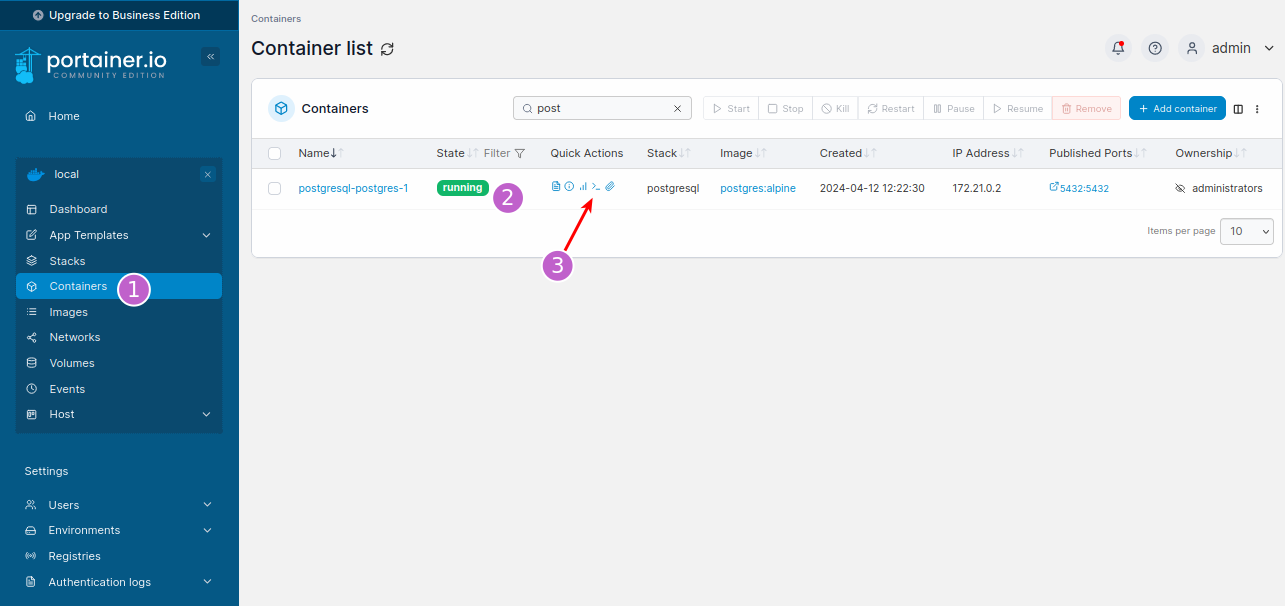 Upgrade to Business Edition
portainer.io
COMMUNITY EDITION
Home
local
Dashboard
App Templates
Stacks
Containers 1
Images
Networks
Volumes
Events
Host
Settings
Users
Environments
Registries
Authentication logs
Containers
Container list
admin
Containers post Start Stop Kill Restart Pause Resume Remove + Add container
Name State Filter Quick Actions Stack Image Created IP Address Published Ports Ownership
postgresql-postgres-1 running 2 postgresql postgres:alpine 2024-04-12 12:22:30 172.21.0.2 5432:5432 administrators
Items per page 10
3